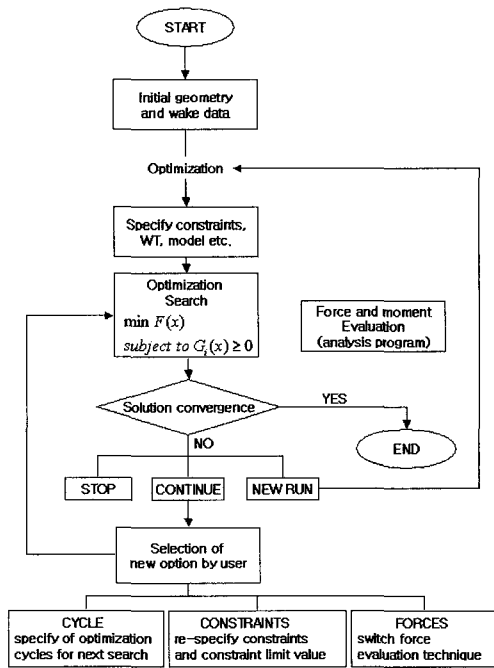 START
Initial geometry
and wake data
Optimization
Specify constraints,
WT, model etc.
Optimization
Search
min F(x)
subject to G_i(x) ≥ 0
Force and moment
Evaluation
(analysis program)
Solution convergence
YES
END
NO
STOP
CONTINUE
NEW RUN
Selection of
new option by user
CYCLE
specify of optimization
cycles for next search
CONSTRAINTS
re-specify constraints
and constraint limit value
FORCES
switch force
evaluation technique